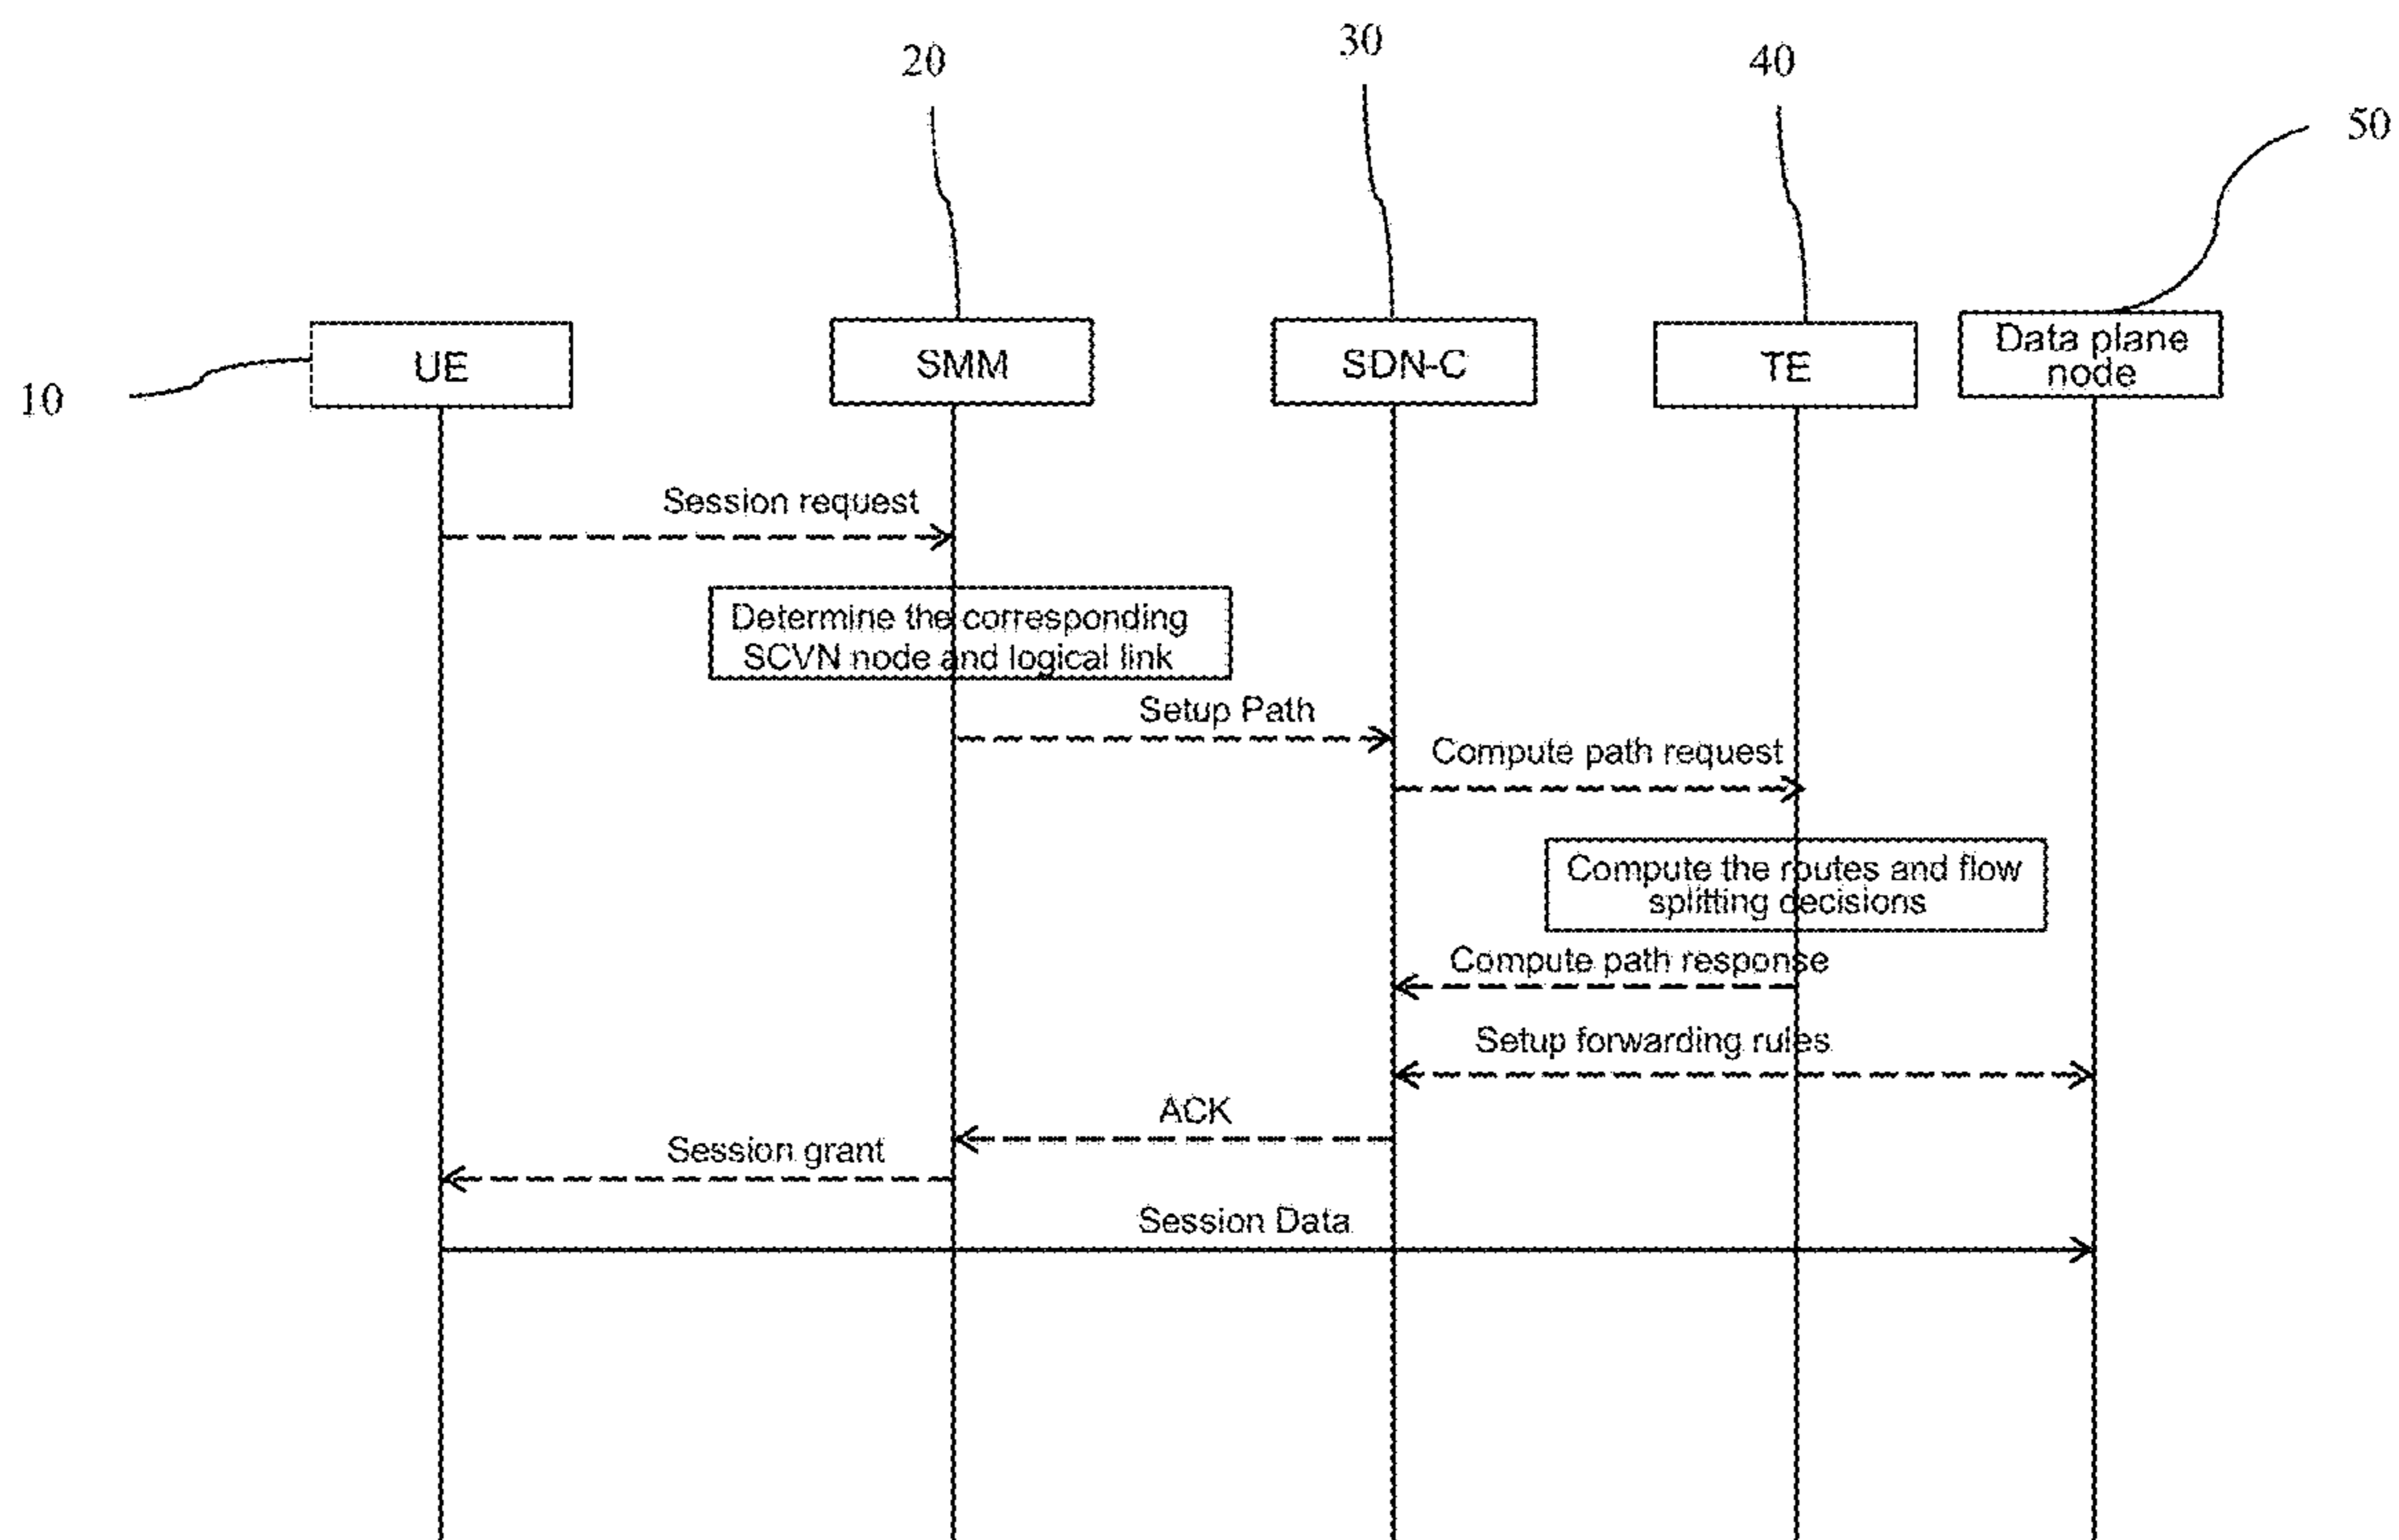 30
20
40
50
Data plane
node
UE
SMM
SDN-C
TE
10
Session request
Determine the corresponding
SCVN node and logical link
Setup Path
Compute path request
Compute the routes and flow
splitting decisions
Compute path response
Setup forwarding rules
ACK
Session grant
Session Data